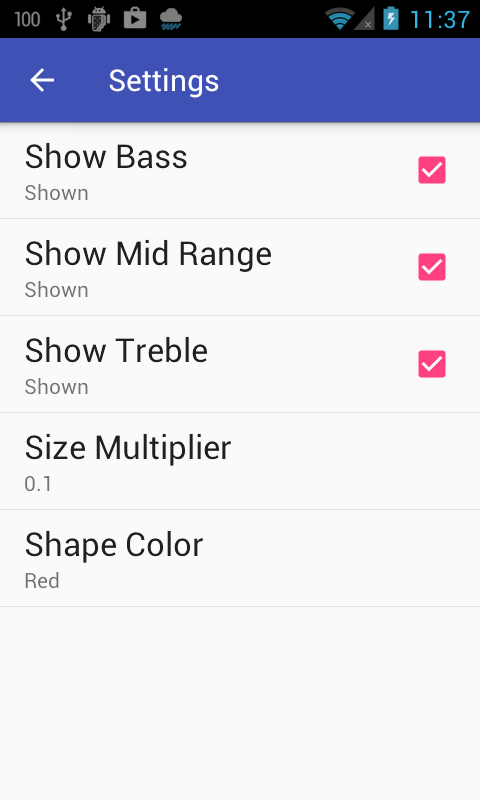 100 11:37
Settings
Show Bass
Shown
Show Mid Range
Shown
Show Treble
Shown
Size Multiplier
0.1
Shape Color
Red